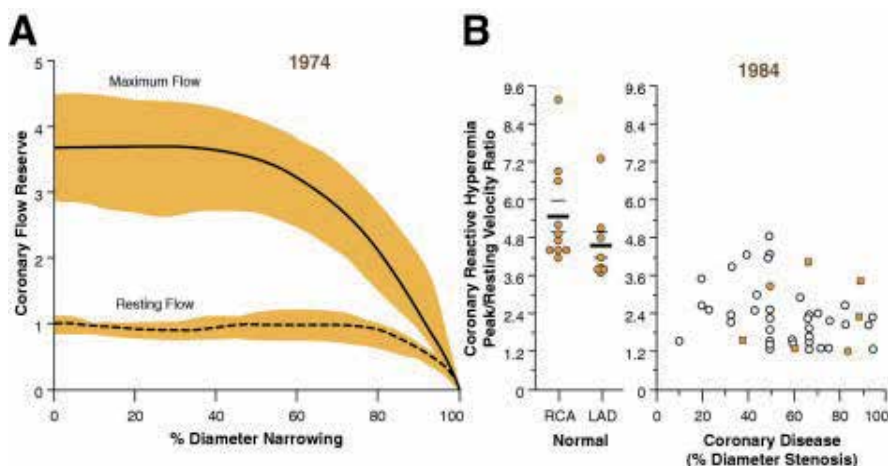 A
1974
5
4
3
2
1
0
Coronary Flow Reserve
Maximum Flow
Resting Flow
0 20 40 60 80 100
% Diameter Narrowing
B
1984
Coronary Reactive Hyperemia
Peak/Resting Velocity Ratio
9.6
8.4
7.2
6.0
4.8
3.6
2.4
1.2
0
RCA LAD
Normal
9.6
8.4
7.2
6.0
4.8
3.6
2.4
1.2
0
0 20 40 60 80 100
Coronary Disease
(% Diameter Stenosis)